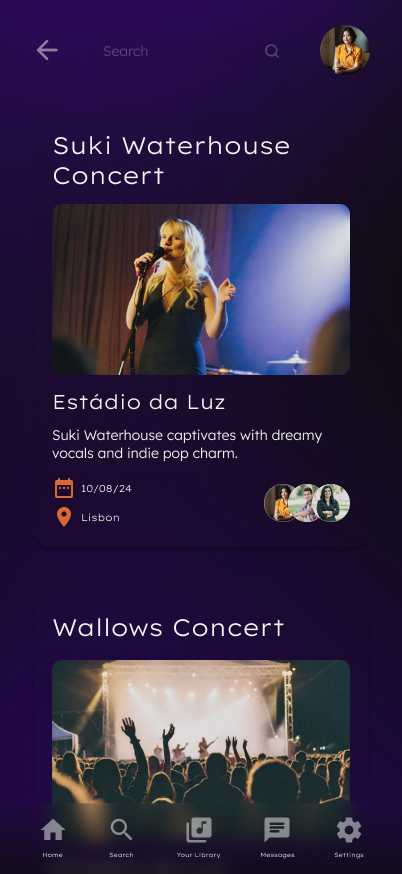 Search
Suki Waterhouse
Concert
Estádio da Luz
Suki Waterhouse captivates with dreamy
vocals and indie pop charm.
10/08/24
Lisbon
Wallows Concert
Home Search Your Library Messages Settings